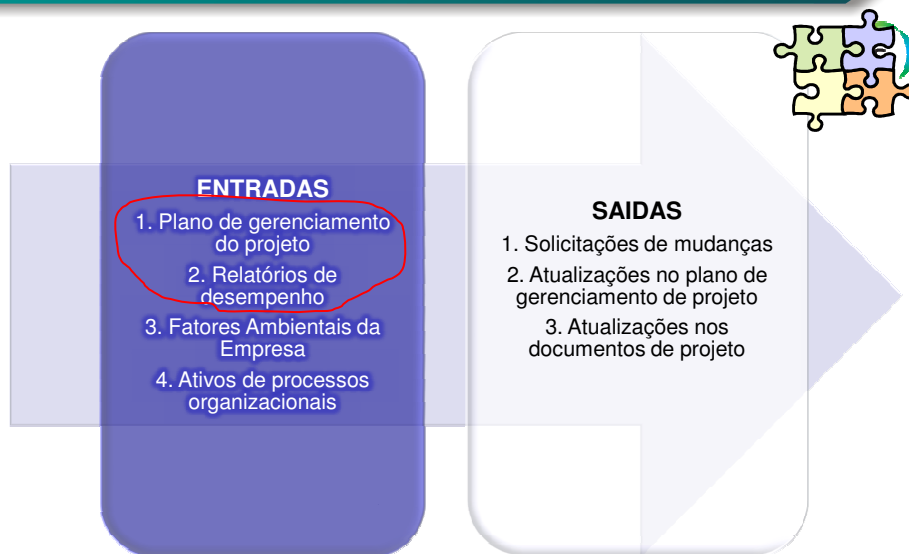 ENTRADAS
1. Plano de gerenciamento
do projeto
2. Relatórios de
desempenho
3. Fatores Ambientais da
Empresa
4. Ativos de processos
organizacionais
SAIDAS
1. Solicitações de mudanças
2. Atualizações no plano de
gerenciamento de projeto
3. Atualizações nos
documentos de projeto